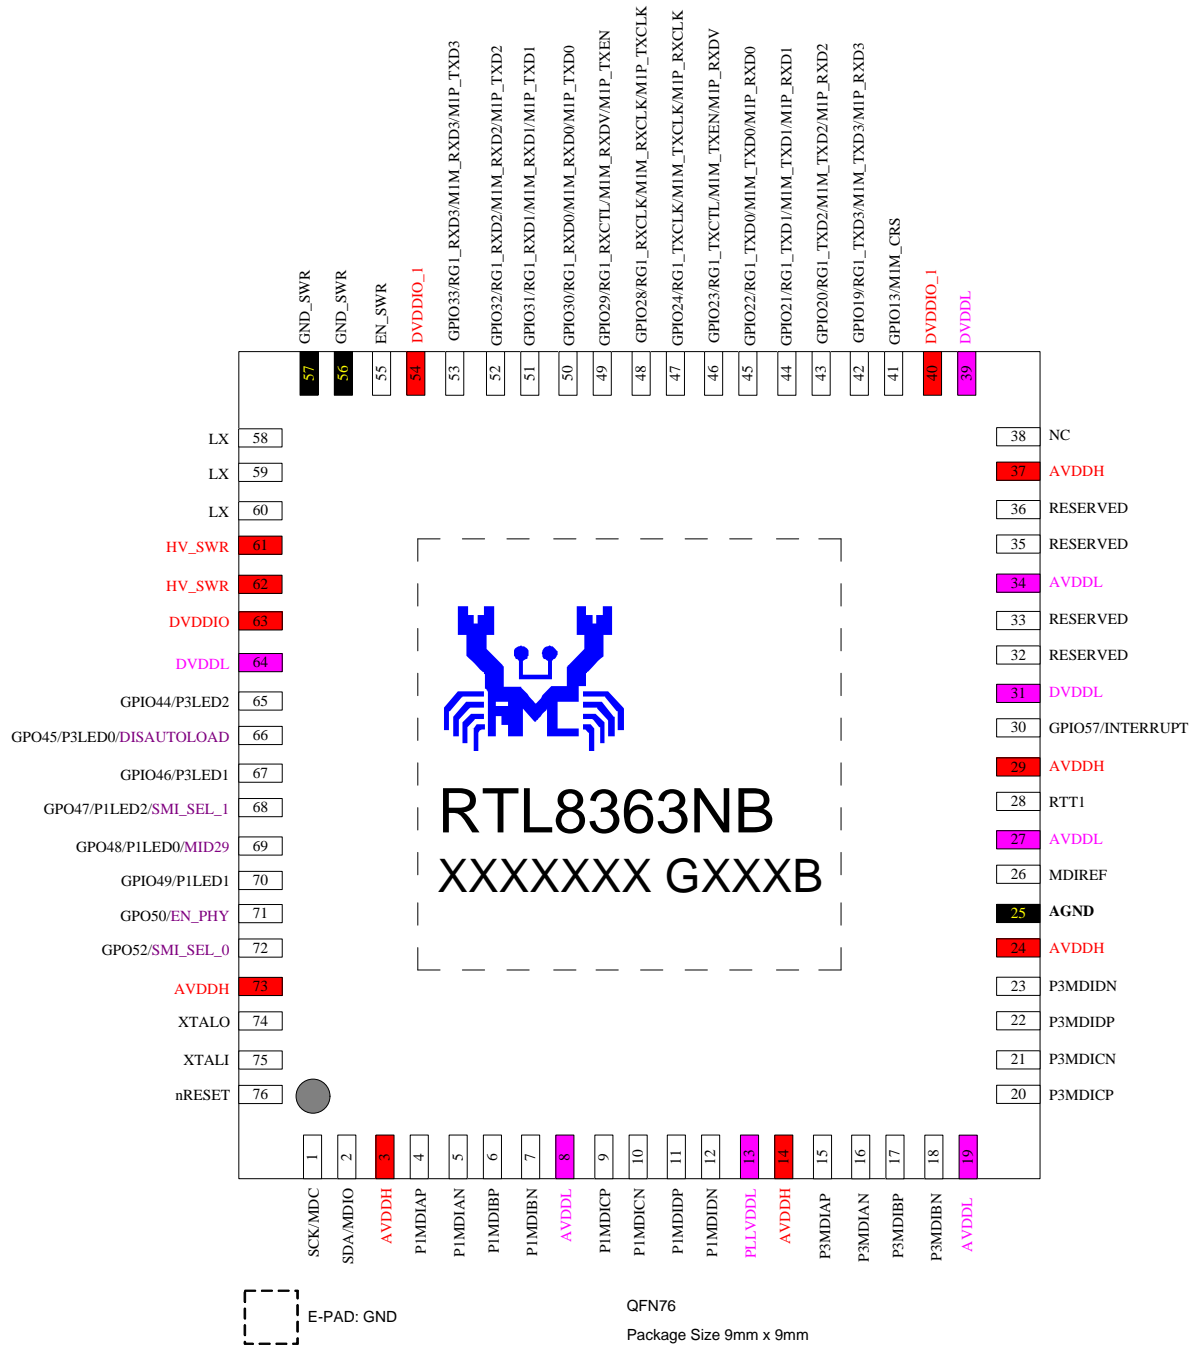 GND_SWR
GND_SWR
EN_SWR
DVDDIO_1
GPIO33/RG1_RXD3/M1M_RXD3/M1P_TXD3
GPIO32/RG1_RXD2/M1M_RXD2/M1P_TXD2
GPIO31/RG1_RXD1/M1M_RXD1/M1P_TXD1
GPIO30/RG1_RXD0/M1M_RXD0/M1P_TXD0
GPIO29/RG1_RXCTL/M1M_RXDV/M1P_TXEN
GPIO28/RG1_RXCLK/M1M_RXCLK/M1P_TXCLK
GPIO24/RG1_TXCLK/M1M_TXCLK/M1P_RXCLK
GPIO23/RG1_TXCTL/M1M_TXEN/M1P_RXDV
GPIO22/RG1_TXD0/M1M_TXD0/M1P_RXD0
GPIO21/RG1_TXD1/M1M_TXD1/M1P_RXD1
GPIO20/RG1_TXD2/M1M_TXD2/M1P_RXD2
GPIO19/RG1_TXD3/M1M_TXD3/M1P_RXD3
GPIO13/M1M_CRS
DVDDIO_1
DVDDL
57
56
55
54
53
52
51
50
49
48
47
46
45
44
43
42
41
40
39
LX 58
LX 59
LX 60
HV_SWR 61
HV_SWR 62
DVDDIO 63
DVDDL 64
GPIO44/P3LED2 65
GPO45/P3LED0/DISAUTOLOAD 66
GPIO46/P3LED1 67
GPO47/P1LED2/SMI_SEL_1 68
GPO48/P1LED0/MID29 69
GPIO49/P1LED1 70
GPO50/EN_PHY 71
GPO52/SMI_SEL_0 72
AVDDH 73
XTALO 74
XTALI 75
nRESET 76
RTL8363NB
XXXXXXX GXXXB
38 NC
37 AVDDH
36 RESERVED
35 RESERVED
34 AVDDL
33 RESERVED
32 RESERVED
31 DVDDL
30 GPIO57/INTERRUPT
29 AVDDH
28 RTT1
27 AVDDL
26 MDIREF
25 AGND
24 AVDDH
23 P3MDIDN
22 P3MDIDP
21 P3MDICN
20 P3MDICP
1
2
3
4
5
6
7
8
9
10
11
12
13
14
15
16
17
18
19
SCK/MDC
SDA/MDIO
AVDDH
P1MDIAP
P1MDIAN
P1MDIBP
P1MDIBN
AVDDL
P1MDICP
P1MDICN
P1MDIDP
P1MDIDN
PLLVDDL
AVDDH
P3MDIAP
P3MDIAN
P3MDIBP
P3MDIBN
AVDDL
E-PAD: GND
QFN76
Package Size 9mm x 9mm